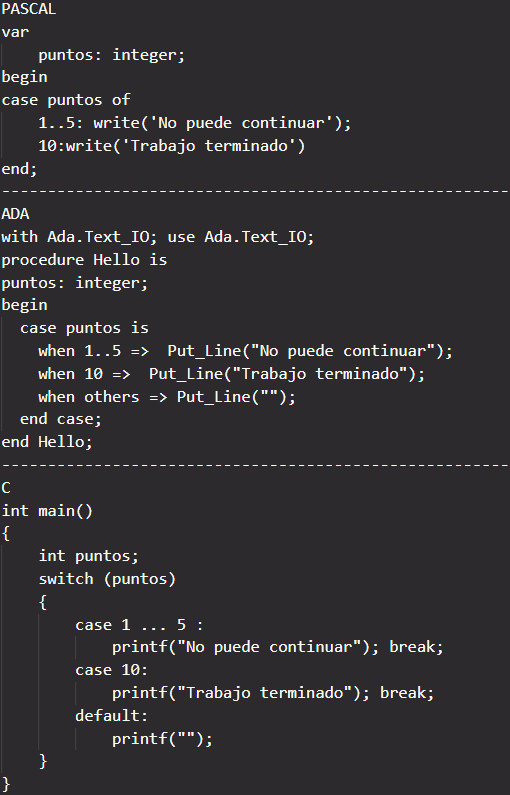 PASCAL
var
    puntos: integer;
begin
case puntos of
    1..5: write('No puede continuar');
    10:write('Trabajo terminado')
end;
-------------------------------------------------------
ADA
with Ada.Text_IO; use Ada.Text_IO;
procedure Hello is
puntos: integer;
begin
  case puntos is
    when 1..5 =>  Put_Line("No puede continuar");
    when 10 =>  Put_Line("Trabajo terminado");
    when others => Put_Line("");
  end case;
end Hello;
-------------------------------------------------------
C
int main()
{
    int puntos;
    switch (puntos)
    {
        case 1 ... 5 :
            printf("No puede continuar"); break;
        case 10:
            printf("Trabajo terminado"); break;
        default:
            printf("");
    }
}